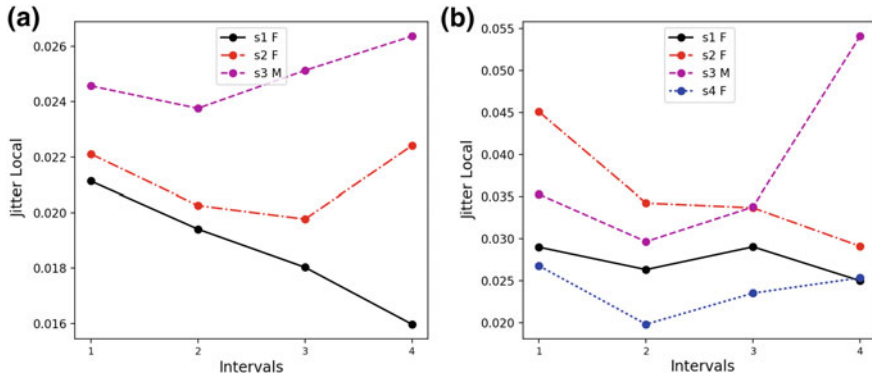 (a)
0.026
0.024
0.022
0.020
0.018
0.016
Jitter Local
s1 F
s2 F
s3 M
1 2 3 4
Intervals
(b)
0.055
0.050
0.045
0.040
0.035
0.030
0.025
0.020
Jitter Local
s1 F
s2 F
s3 M
s4 F
1 2 3 4
Intervals